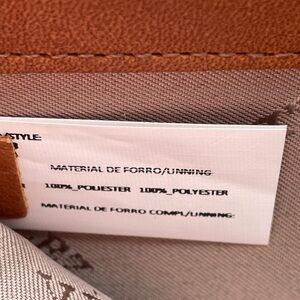 /STYLE:
MATERIAL DE FORRO/LINNING
100%_POLIESTER 100%_POLYESTER
MATERIAL DE FORRO COMPL/LINNING: